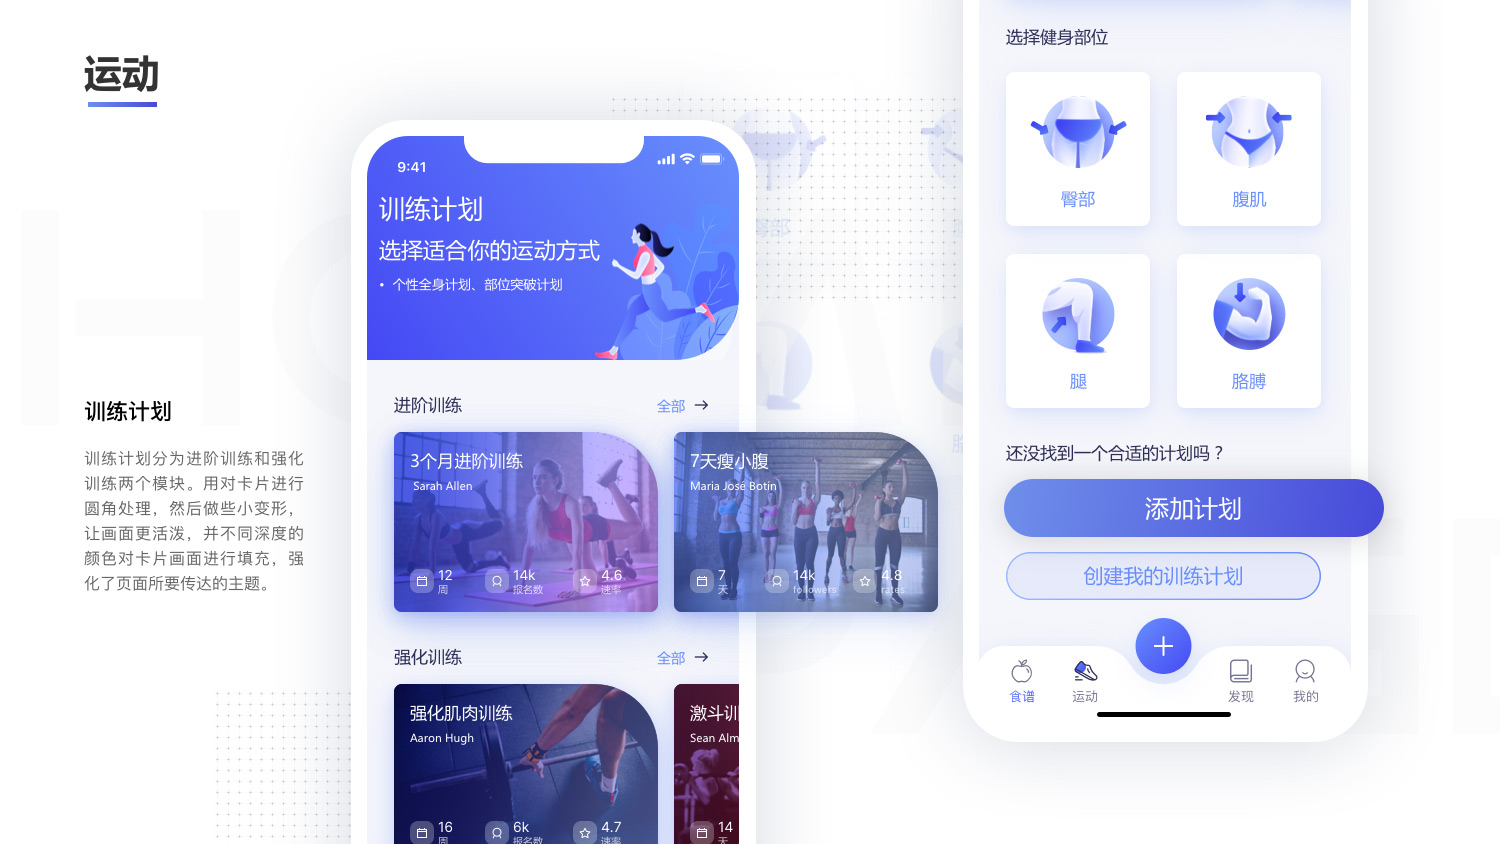 运动
训练计划
训练计划分为进阶训练和强化
训练两个模块。用对卡片进行
圆角处理，然后做些小变形，
让画面更活泼，并不同深度的
颜色对卡片画面进行填充，强
化了页面所要传达的主题。
9:41
训练计划
选择适合你的运动方式
• 个性全身计划、部位突破计划
进阶训练
全部 →
3个月进阶训练
Sarah Allen
12
周
14k
报名数
4.6
速率
7天瘦小腹
Maria José Botín
7
天
14k
followers
4.8
rates
强化训练
全部 →
强化肌肉训练
Aaron Hugh
16
周
6k
报名数
4.7
速率
激斗训
Sean Alm
14
天
选择健身部位
臀部
腹肌
腿
胳膊
还没找到一个合适的计划吗？
添加计划
创建我的训练计划
食谱
运动
发现
我的